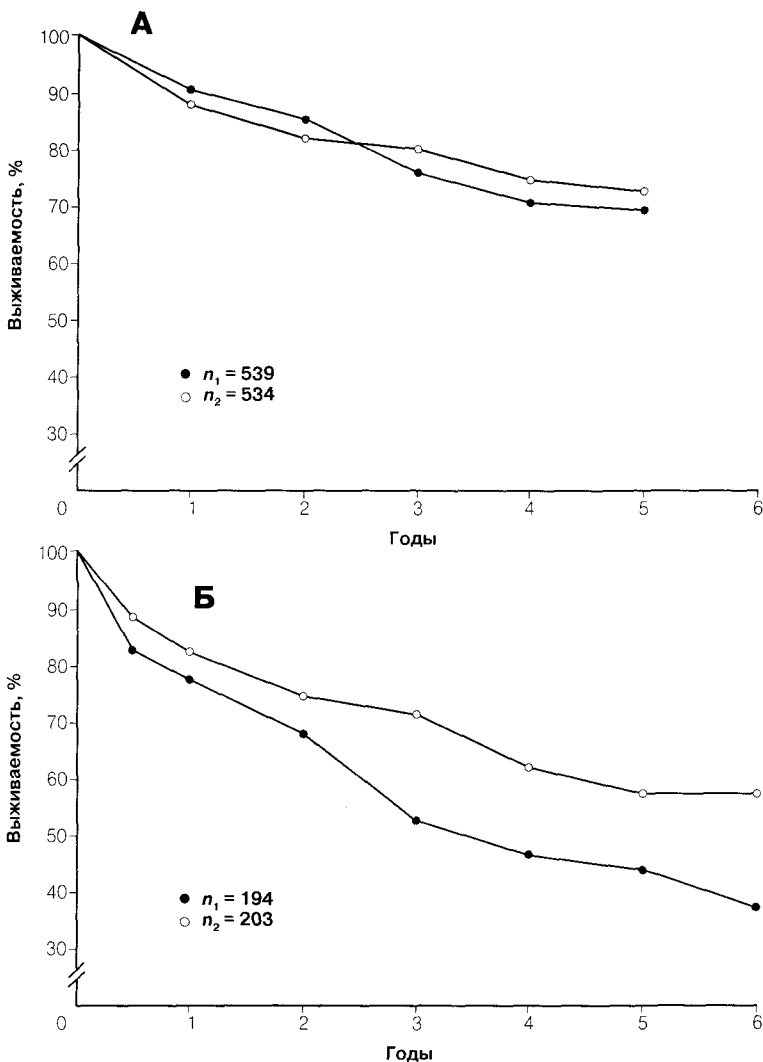 А
100
90
80
70
60
50
40
30
Выживаемость, %
● n₁ = 539
○ n₂ = 534
0 1 2 3 4 5 6
Годы
Б
100
90
80
70
60
50
40
30
Выживаемость, %
● n₁ = 194
○ n₂ = 203
0 1 2 3 4 5 6
Годы